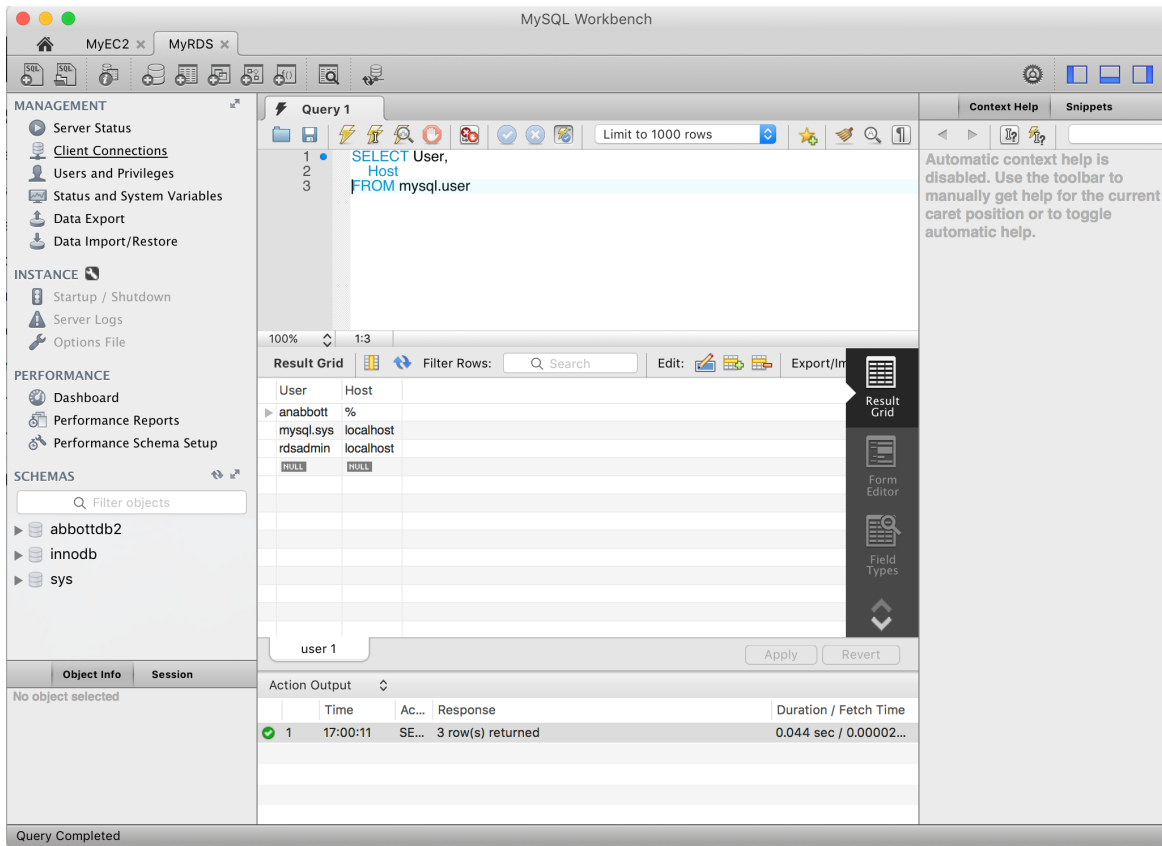 MySQL Workbench
MyEC2 MyRDS
SQL SQL
MANAGEMENT
Server Status
Client Connections
Users and Privileges
Status and System Variables
Data Export
Data Import/Restore
INSTANCE
Startup / Shutdown
Server Logs
Options File
PERFORMANCE
Dashboard
Performance Reports
Performance Schema Setup
SCHEMAS
Filter objects
abbottdb2
innodb
sys
Object Info Session
No object selected
Query 1
Limit to 1000 rows
1 SELECT User,
2 Host
3 FROM mysql.user
100% 1:3
Result Grid Filter Rows: Search Edit: Export/Im
User Host
anabbott %
mysql.sys localhost
rdsadmin localhost
NULL NULL
Result
Grid
Form
Editor
Field
Types
user 1
Apply Revert
Action Output
Time Ac... Response Duration / Fetch Time
1 17:00:11 SE... 3 row(s) returned 0.044 sec / 0.00002...
Context Help Snippets
Automatic context help is
disabled. Use the toolbar to
manually get help for the current
caret position or to toggle
automatic help.
Query Completed